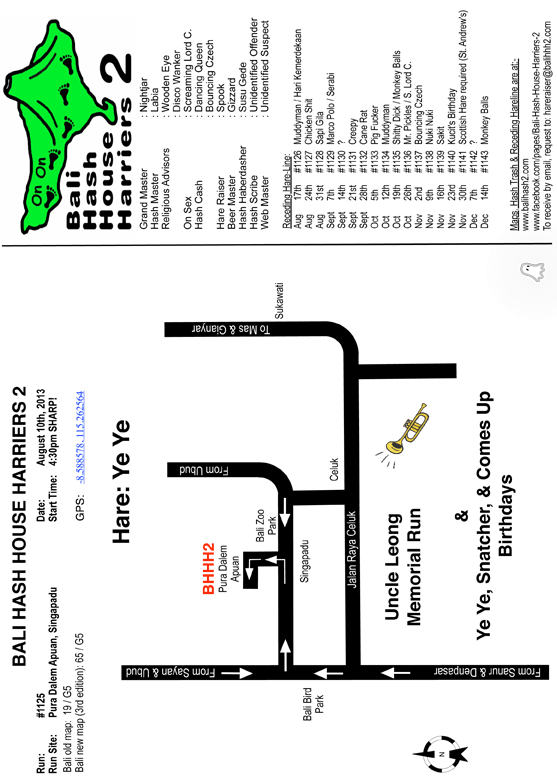 BALI HASH HOUSE HARRIERS 2
Run: #1125
Run Site: Pura Dalem Apuan, Singapadu
Bali old map: 19 / G5
Bali new map (3rd edition): 65 / G5
Date: August 10th, 2013
Start Time: 4:30pm SHARP!
GPS: -8.588578, 115.262564
Hare: Ye Ye
From Sayan & Ubud
From Ubud
To Mas & Gianyar
Sukawati
BHHH2
Pura Dalem
Apuan
Bali Zoo
Park
Singapadu
Celuk
Jalan Raya Celuk
Bali Bird
Park
From Sanur & Denpasar
N
Uncle Leong
Memorial Run
&
Ye Ye, Snatcher, & Comes Up
Birthdays
On On
Bali
Hash
House
Harriers 2
Grand Master : Nightjar
Hash Master : Labia
Religious Advisors : Wooden Eye
: Disco Wanker
On Sex : Screaming Lord C.
Hash Cash : Dancing Queen
: Bouncing Czech
Hare Raiser : Spook
Beer Master : Gizzard
Hash Haberdasher : Susu Gede
Hash Scribe : Unidentified Offender
Web Master : Unidentified Suspect
Receding Hare-Line:
Aug 17th #1126 Muddyman / Hari Kemerdekaan
Aug 24th #1127 Chicken Shit
Aug 31st #1128 Sapi Gila
Sept 7th #1129 Marco Polo / Serabi
Sept 14th #1130 ?
Sept 21st #1131 Creepy
Sept 28th #1132 Cane Rat
Oct 5th #1133 Pig Fucker
Oct 12th #1134 Muddyman
Oct 19th #1135 Shitty Dick / Monkey Balls
Oct 26th #1136 Mr. Pickles / S. Lord C.
Nov 2nd #1137 Bouncing Czech
Nov 9th #1138 Nuki Nuki
Nov 16th #1139 Sakit
Nov 23rd #1140 Kucit's Birthday
Nov 30th #1141 Scottish Hare required (St. Andrew's)
Dec 7th #1142 ?
Dec 14th #1143 Monkey Balls
Maps, Hash Trash & Receding Hareline are at:
www.balihash2.com
www.facebook.com/pages/Bali-Hash-House-Harriers-2
To receive by email, request to: hareraiser@balihhh2.com